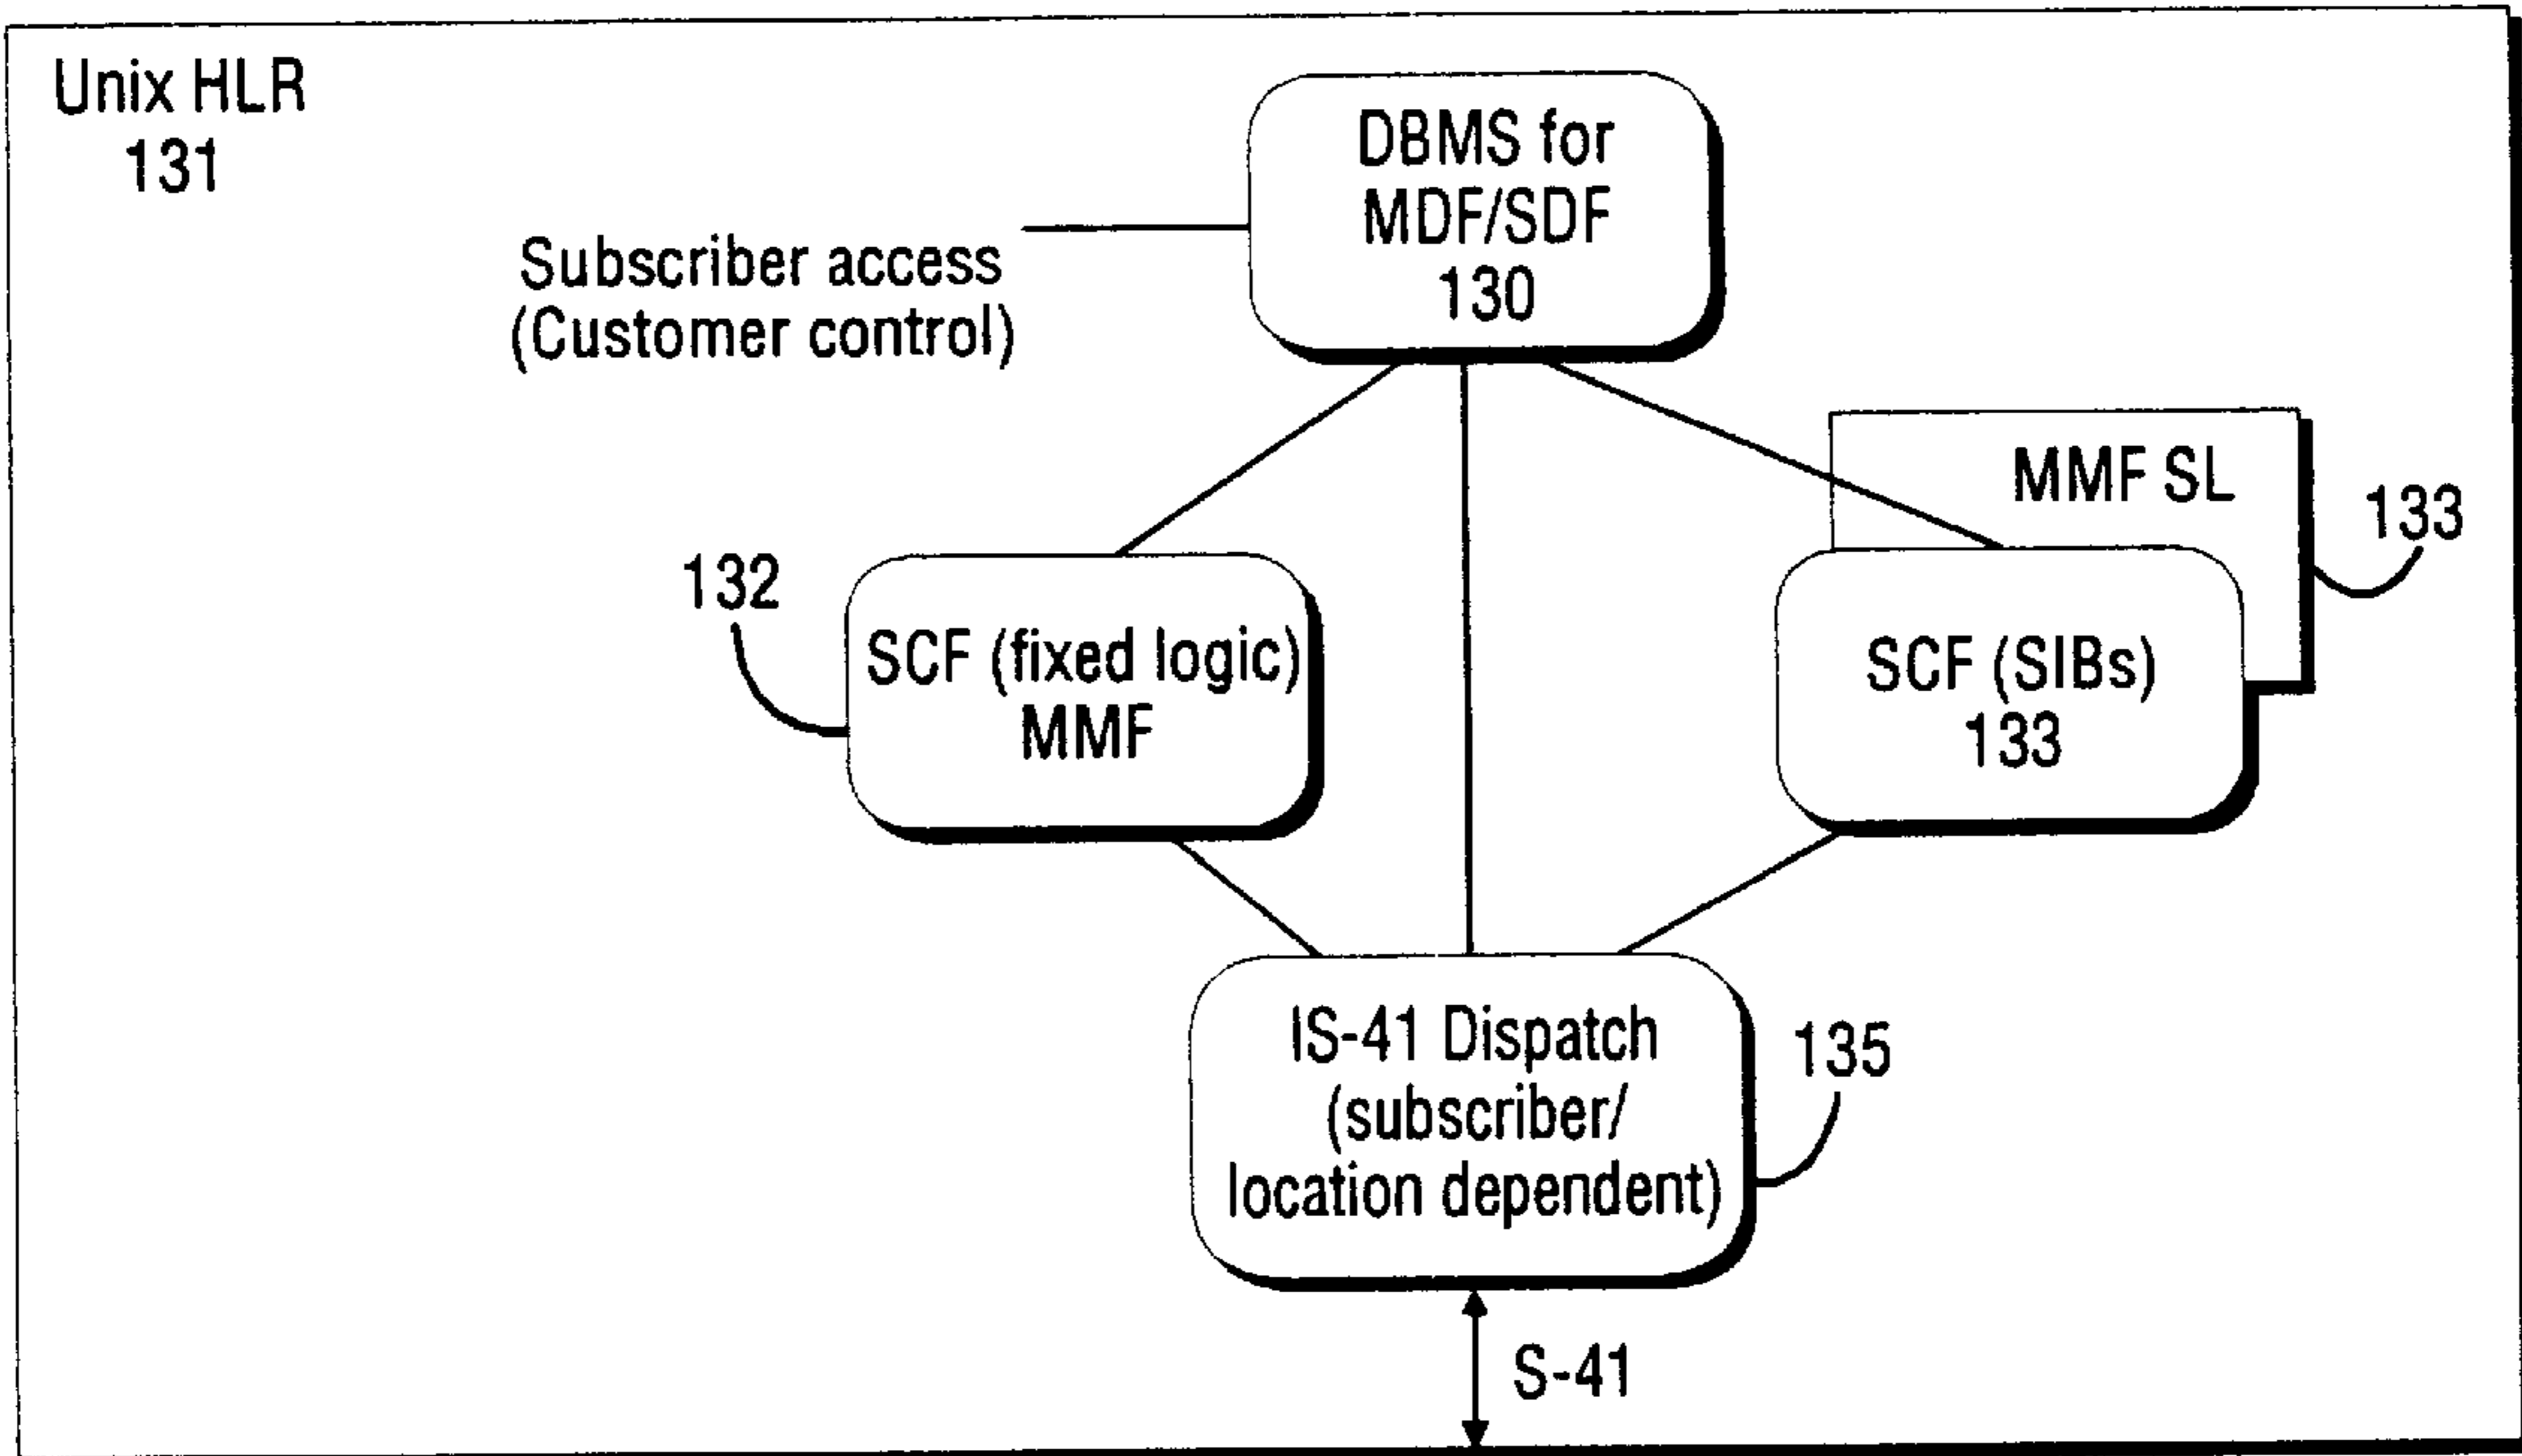 Unix HLR
131
DBMS for
MDF/SDF
130
Subscriber access
(Customer control)
MMF SL
133
132
SCF (fixed logic)
MMF
SCF (SIBs)
133
IS-41 Dispatch
(subscriber/
location dependent)
135
S-41